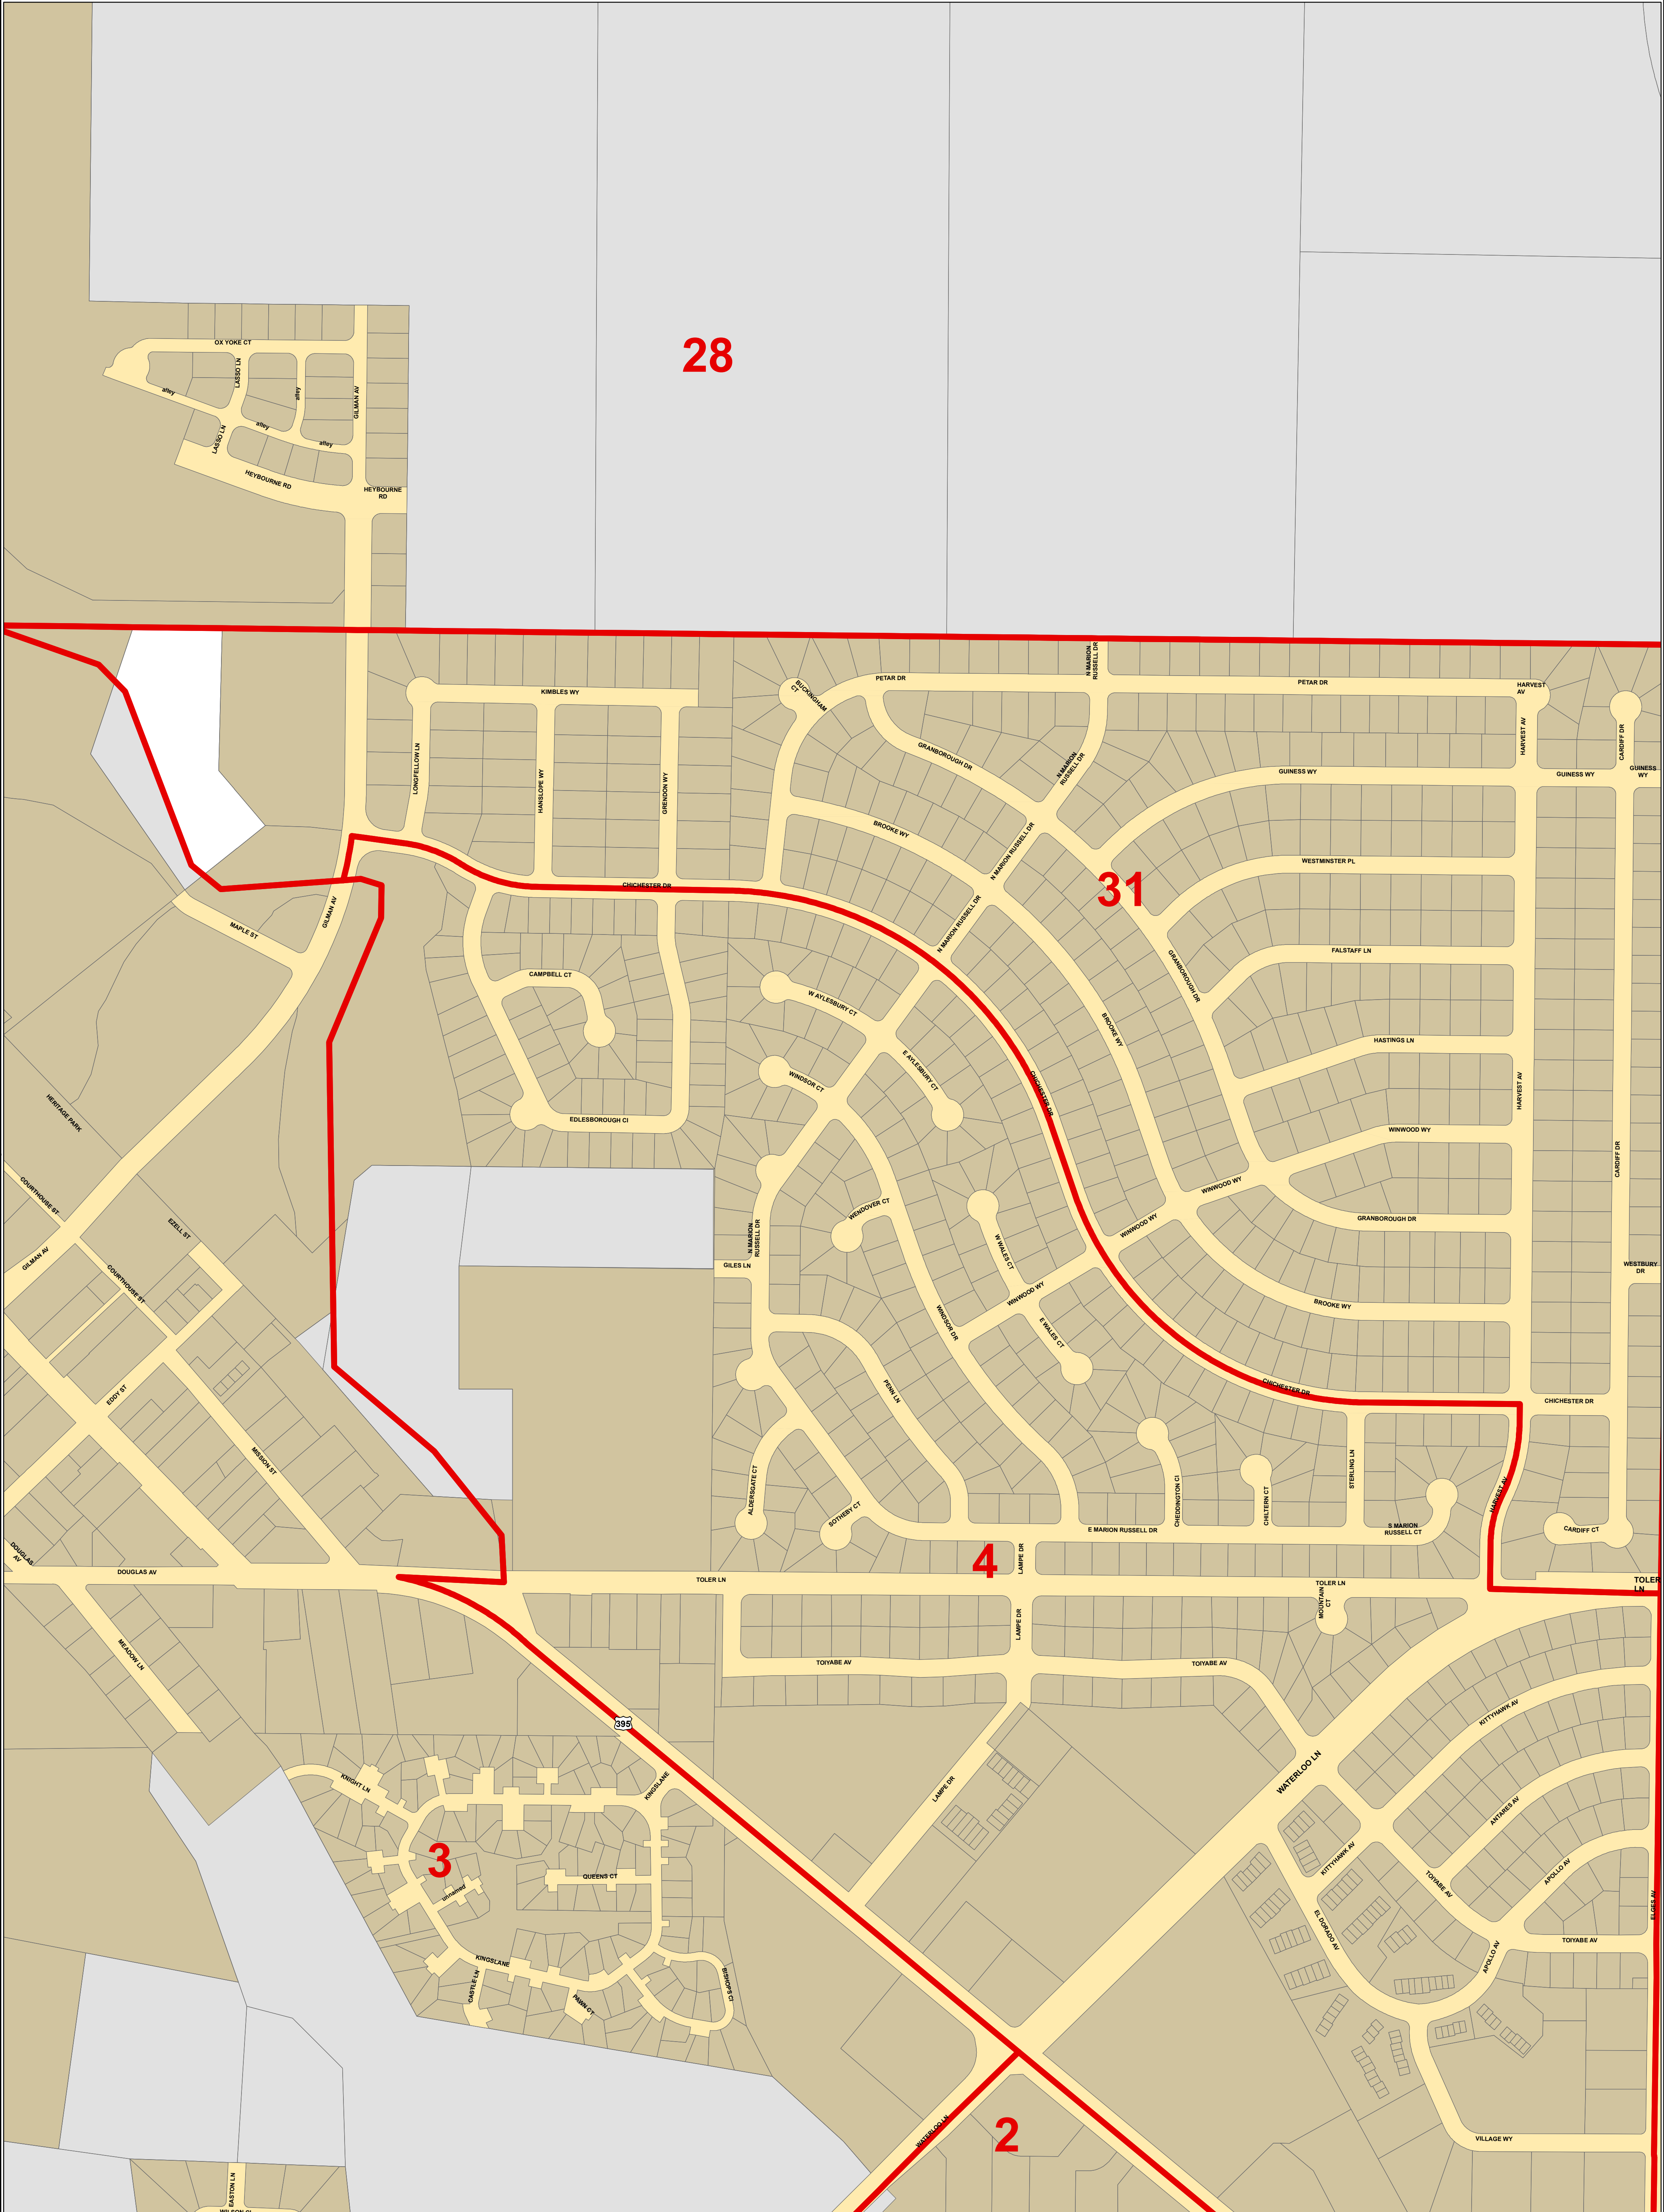 OX YOKE CT
LASSO LN
alley
alley
GILMAN AV
28
alley
alley
LASSO LN
HEYBOURNE RD
HEYBOURNE
RD
N MARION
RUSSELL DR
PETAR DR
PETAR DR
HARVEST
AV
KIMBLES WY
BUCKINGHAM
CT
HARVEST AV
CARDIFF DR
LONGFELLOW LN
HANSLOPE WY
GRENDON WY
GRANBOROUGH DR
N MARION
RUSSELL DR
GUINESS WY
GUINESS WY
GUINESS
WY
BROOKE WY
N MARION RUSSELL DR
WESTMINSTER PL
CHICHESTER DR
31
GILMAN AV
MAPLE ST
N MARION RUSSELL DR
FALSTAFF LN
CAMPBELL CT
GRANBOROUGH DR
W AYLESBURY CT
BROOKE WY
HASTINGS LN
E AYLESBURY CT
WINDSOR CT
CHICHESTER DR
HARVEST AV
HERITAGE PARK
EDLESBOROUGH CI
WINWOOD WY
CARDIFF DR
COURTHOUSE ST
WINWOOD WY
WENDOVER CT
GRANBOROUGH DR
EZELL ST
N MARION
RUSSELL DR
WINWOOD WY
W WALES CT
GILMAN AV
GILES LN
WESTBURY
DR
COURTHOUSE ST
WINWOOD WY
BROOKE WY
WINDSOR DR
E WALES CT
EDDY ST
PENN LN
CHICHESTER DR
CHICHESTER DR
MISSION ST
ALDERSGATE CT
SOTHEBY CT
CHEDDINGTON CI
CHILTERN CT
STERLING LN
HARVEST AV
E MARION RUSSELL DR
S MARION
RUSSELL CT
CARDIFF CT
DOUGLAS
AV
DOUGLAS AV
4
LAMPE DR
TOLER LN
TOLER LN
TOLER
LN
MOUNTAIN
CT
LAMPE DR
MEADOW LN
TOIYABE AV
TOIYABE AV
395
KITTYHAWK AV
WATERLOO LN
KNIGHT LN
KINGSLANE
LAMPE DR
ANTARES AV
3
KITTYHAWK AV
APOLLO AV
QUEENS CT
unnamed
TOIYABE AV
ELGES AV
EL DORADO AV
TOIYABE AV
KINGSLANE
CASTLE LN
PAWN CT
BISHOPS CI
APOLLO AV
2
WATERLOO LN
VILLAGE WY
EASTON LN
WILSON CI